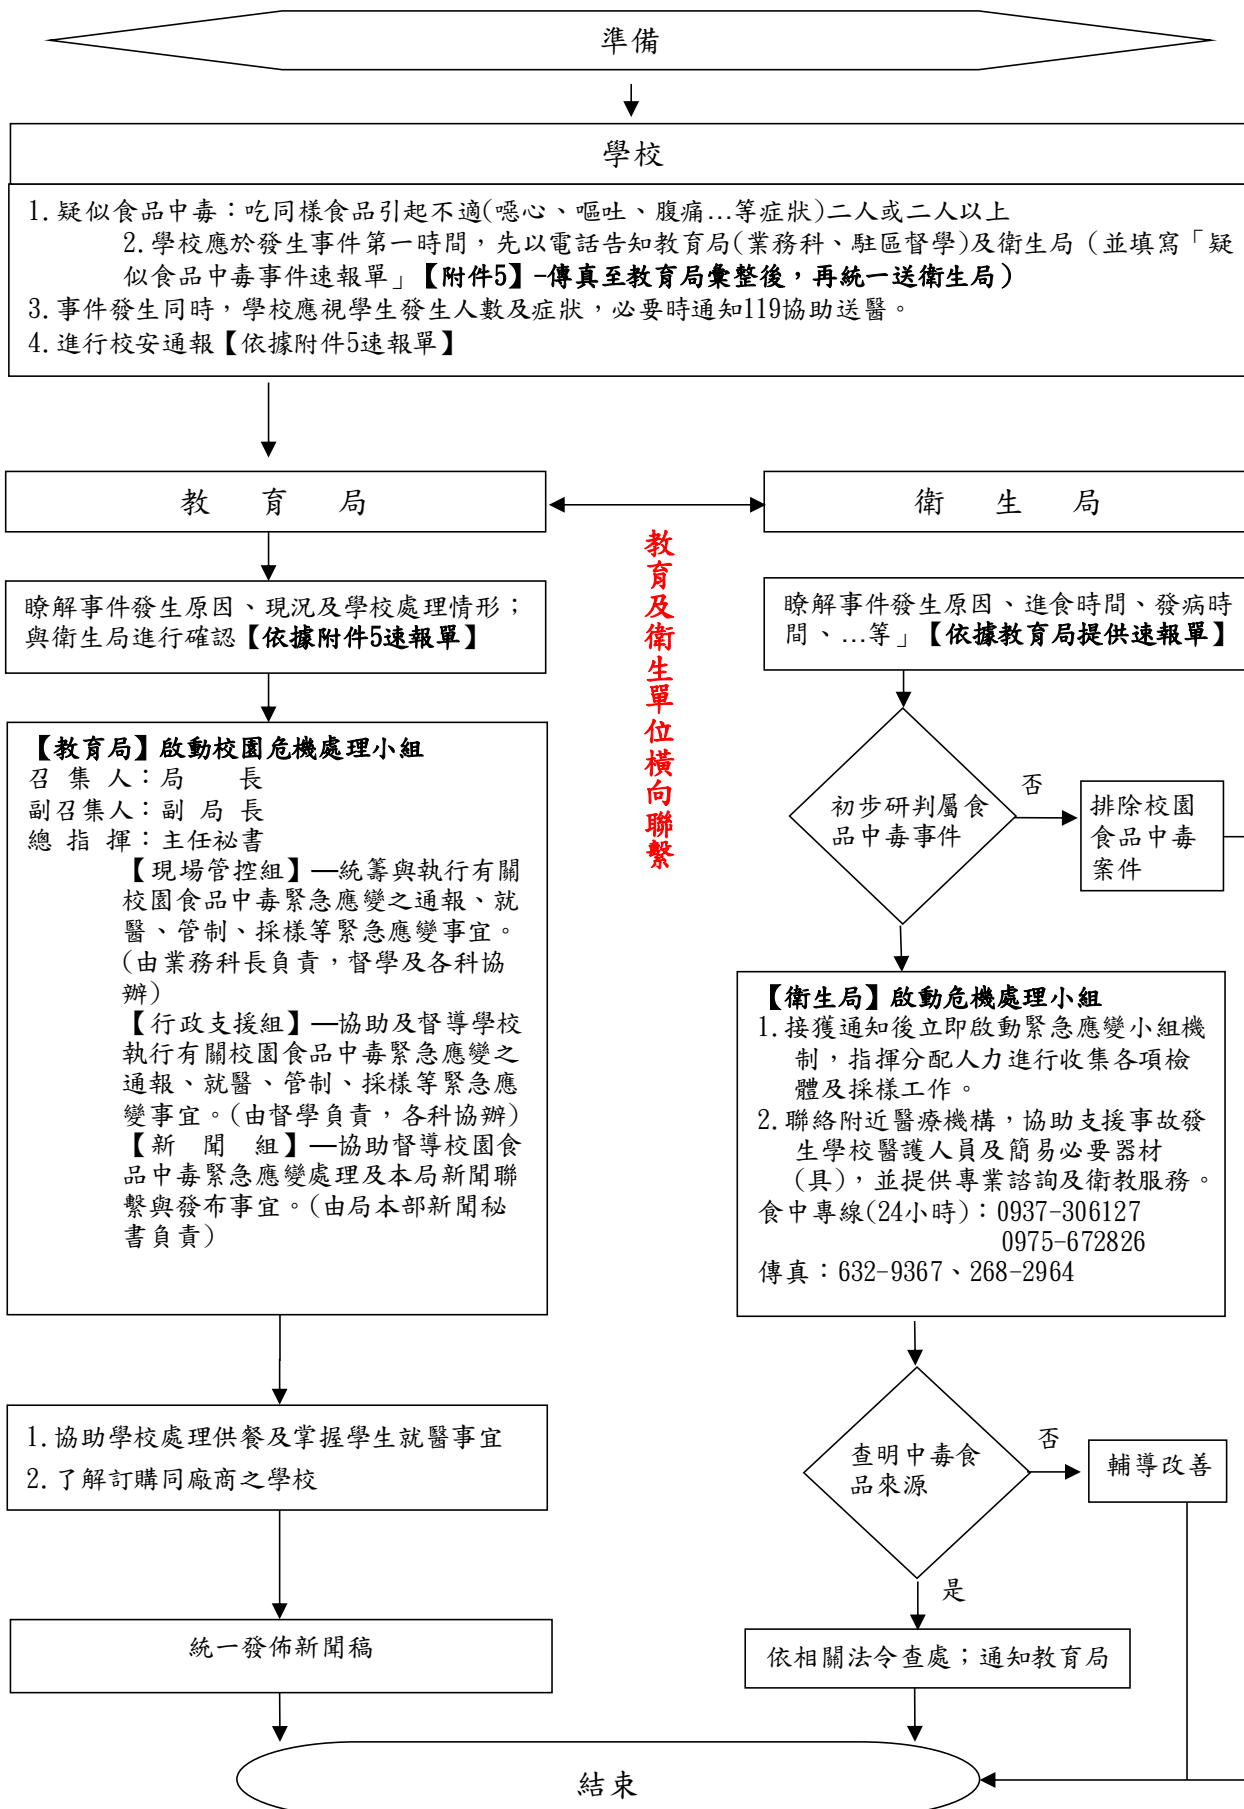 準備
學校
1.疑似食品中毒：吃同樣食品引起不適(噁心、嘔吐、腹痛…等症狀)二人或二人以上
2.學校應於發生事件第一時間，先以電話告知教育局(業務科、駐區督學)及衛生局（並填寫「疑
似食品中毒事件速報單」【附件5】-傳真至教育局彙整後，再統一送衛生局）
3.事件發生同時，學校應視學生發生人數及症狀，必要時通知119協助送醫。
4.進行校安通報【依據附件5速報單】
教　育　局
瞭解事件發生原因、現況及學校處理情形；
與衛生局進行確認【依據附件5速報單】
【教育局】啟動校園危機處理小組
召 集 人：局　　長
副召集人：副 局 長
總 指 揮：主任祕書
【現場管控組】—統籌與執行有關
校園食品中毒緊急應變之通報、就
醫、管制、採樣等緊急應變事宜。
(由業務科長負責，督學及各科協
辦)
【行政支援組】—協助及督導學校
執行有關校園食品中毒緊急應變之
通報、就醫、管制、採樣等緊急應
變事宜。(由督學負責，各科協辦)
【新　聞　組】—協助督導校園食
品中毒緊急應變處理及本局新聞聯
繫與發布事宜。(由局本部新聞秘
書負責)
1.協助學校處理供餐及掌握學生就醫事宜
2.了解訂購同廠商之學校
統一發佈新聞稿
教育及衛生單位橫向聯繫
衛　生　局
瞭解事件發生原因、進食時間、發病時
間、…等」【依據教育局提供速報單】
初步研判屬食
品中毒事件
否
排除校園
食品中毒
案件
【衛生局】啟動危機處理小組
1.接獲通知後立即啟動緊急應變小組機
制，指揮分配人力進行收集各項檢
體及採樣工作。
2.聯絡附近醫療機構，協助支援事故發
生學校醫護人員及簡易必要器材
(具)，並提供專業諮詢及衛教服務。
食中專線(24小時)：0937-306127
0975-672826
傳真：632-9367、268-2964
查明中毒食
品來源
否
輔導改善
是
依相關法令查處；通知教育局
結束